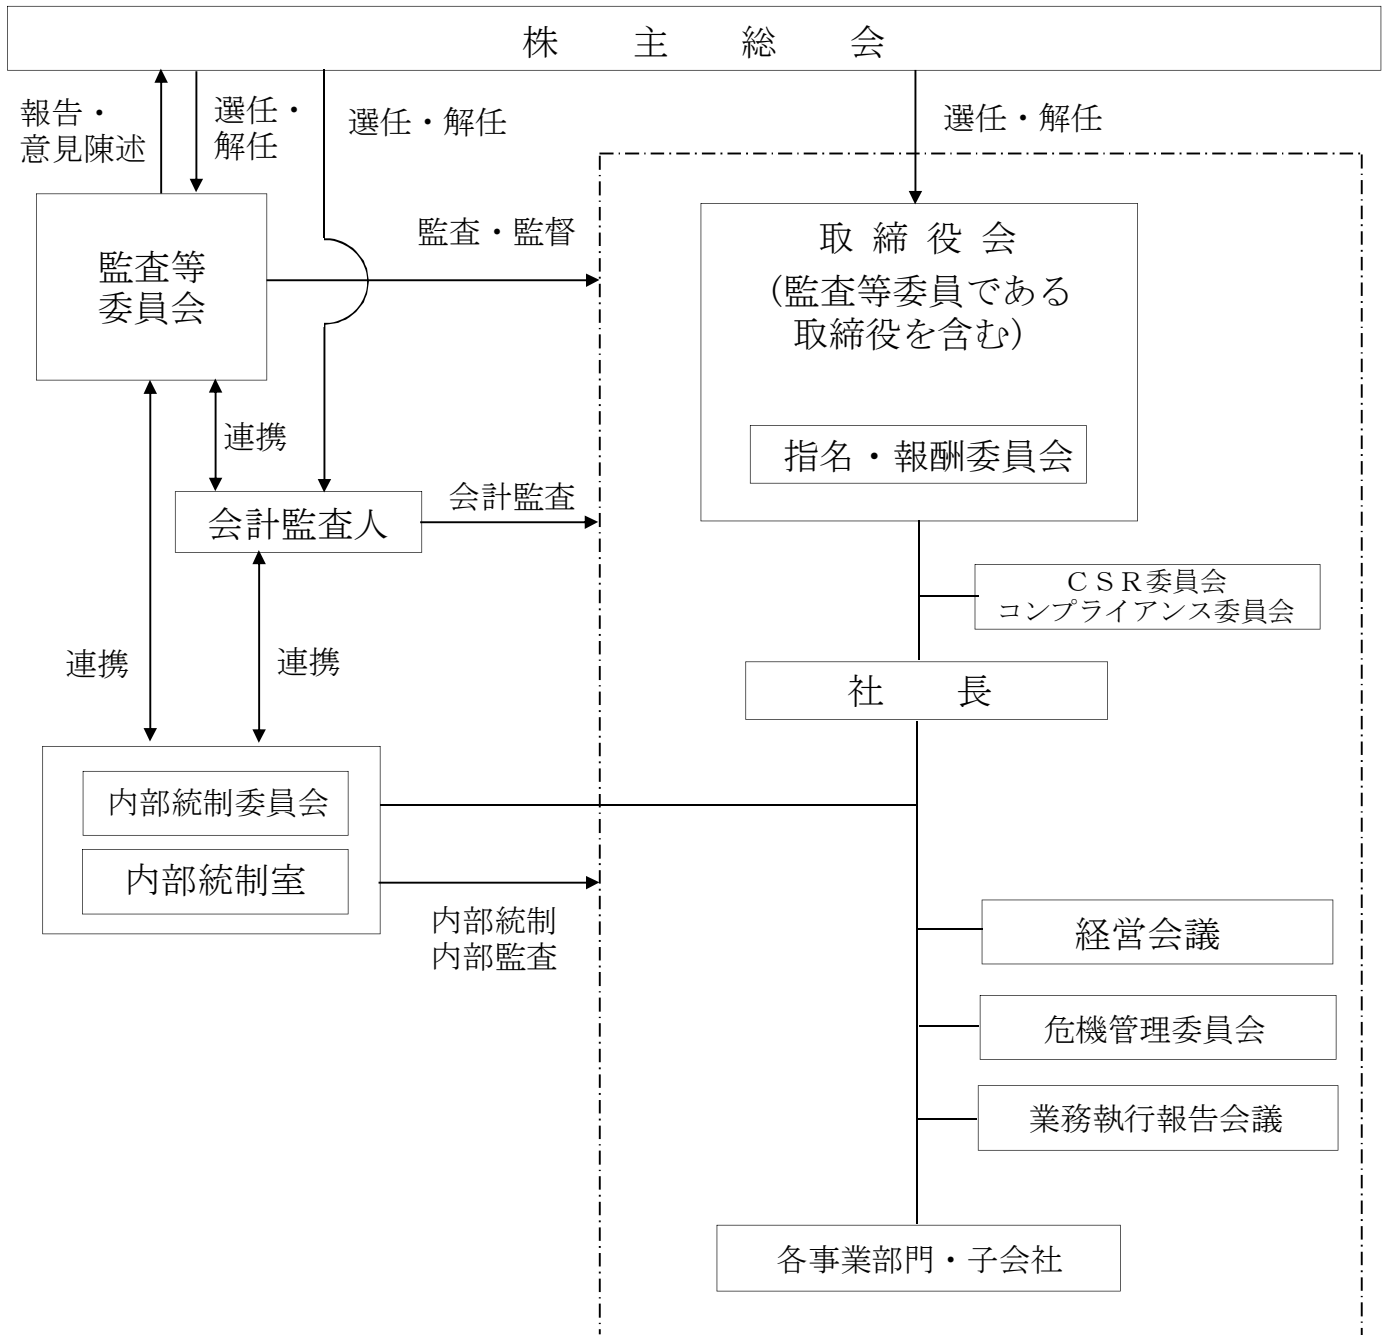 株主総会
報告・
意見陳述
選任・
解任
選任・解任
選任・解任
監査等
委員会
監査・監督
取締役会
（監査等委員である
取締役を含む）
指名・報酬委員会
連携
会計監査人
会計監査
ＣＳＲ委員会
コンプライアンス委員会
連携
連携
社長
内部統制委員会
内部統制室
内部統制
内部監査
経営会議
危機管理委員会
業務執行報告会議
各事業部門・子会社